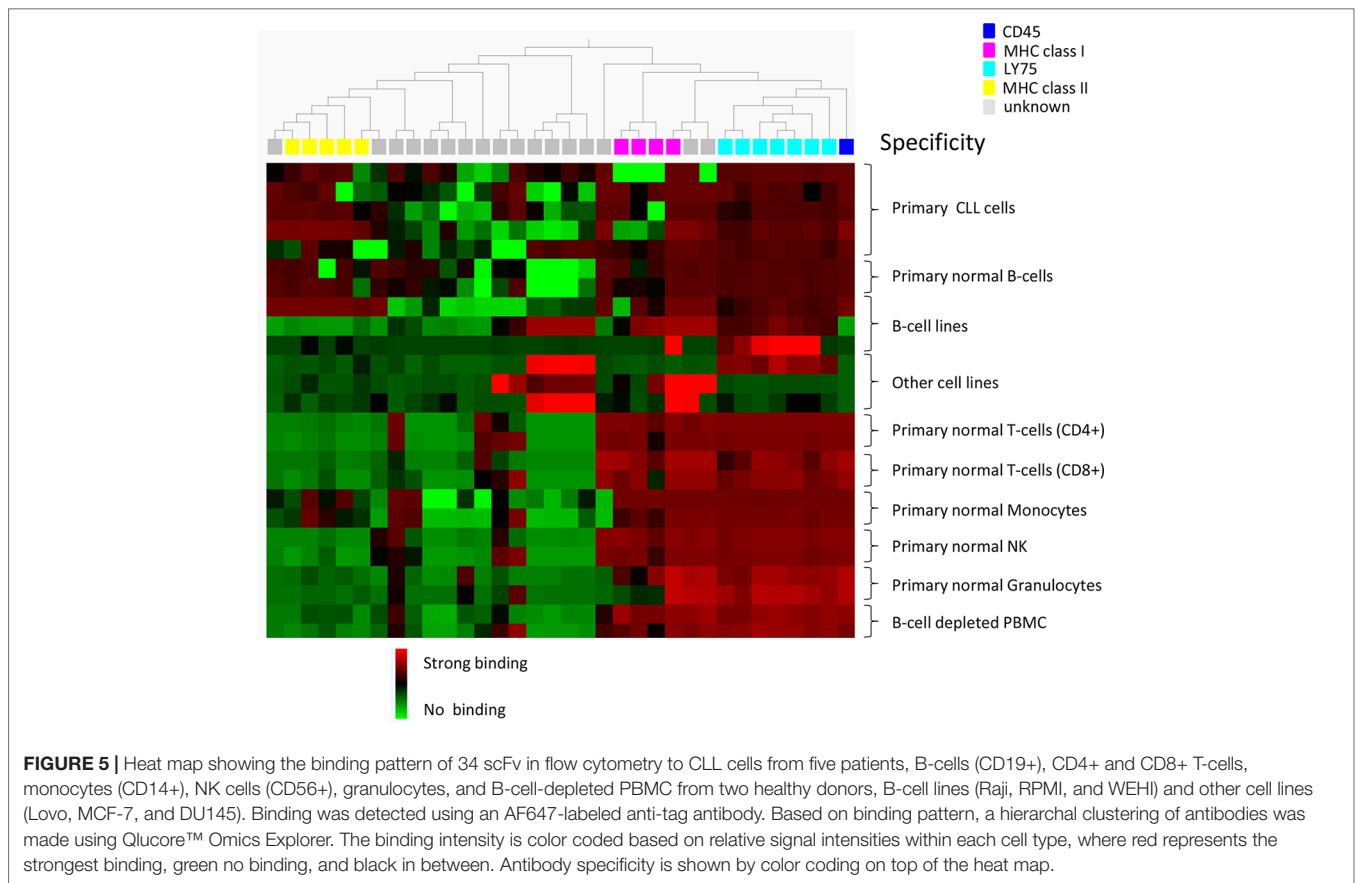 CD45
MHC class I
LY75
MHC class II
unknown
Specificity
Primary CLL cells
Primary normal B-cells
B-cell lines
Other cell lines
Primary normal T-cells (CD4+)
Primary normal T-cells (CD8+)
Primary normal Monocytes
Primary normal NK
Primary normal Granulocytes
B-cell depleted PBMC
Strong binding
No binding
FIGURE 5 | Heat map showing the binding pattern of 34 scFv in flow cytometry to CLL cells from five patients, B-cells (CD19+), CD4+ and CD8+ T-cells,
monocytes (CD14+), NK cells (CD56+), granulocytes, and B-cell-depleted PBMC from two healthy donors, B-cell lines (Raji, RPMI, and WEHI) and other cell lines
(Lovo, MCF-7, and DU145). Binding was detected using an AF647-labeled anti-tag antibody. Based on binding pattern, a hierarchal clustering of antibodies was
made using Qlucore™ Omics Explorer. The binding intensity is color coded based on relative signal intensities within each cell type, where red represents the
strongest binding, green no binding, and black in between. Antibody specificity is shown by color coding on top of the heat map.